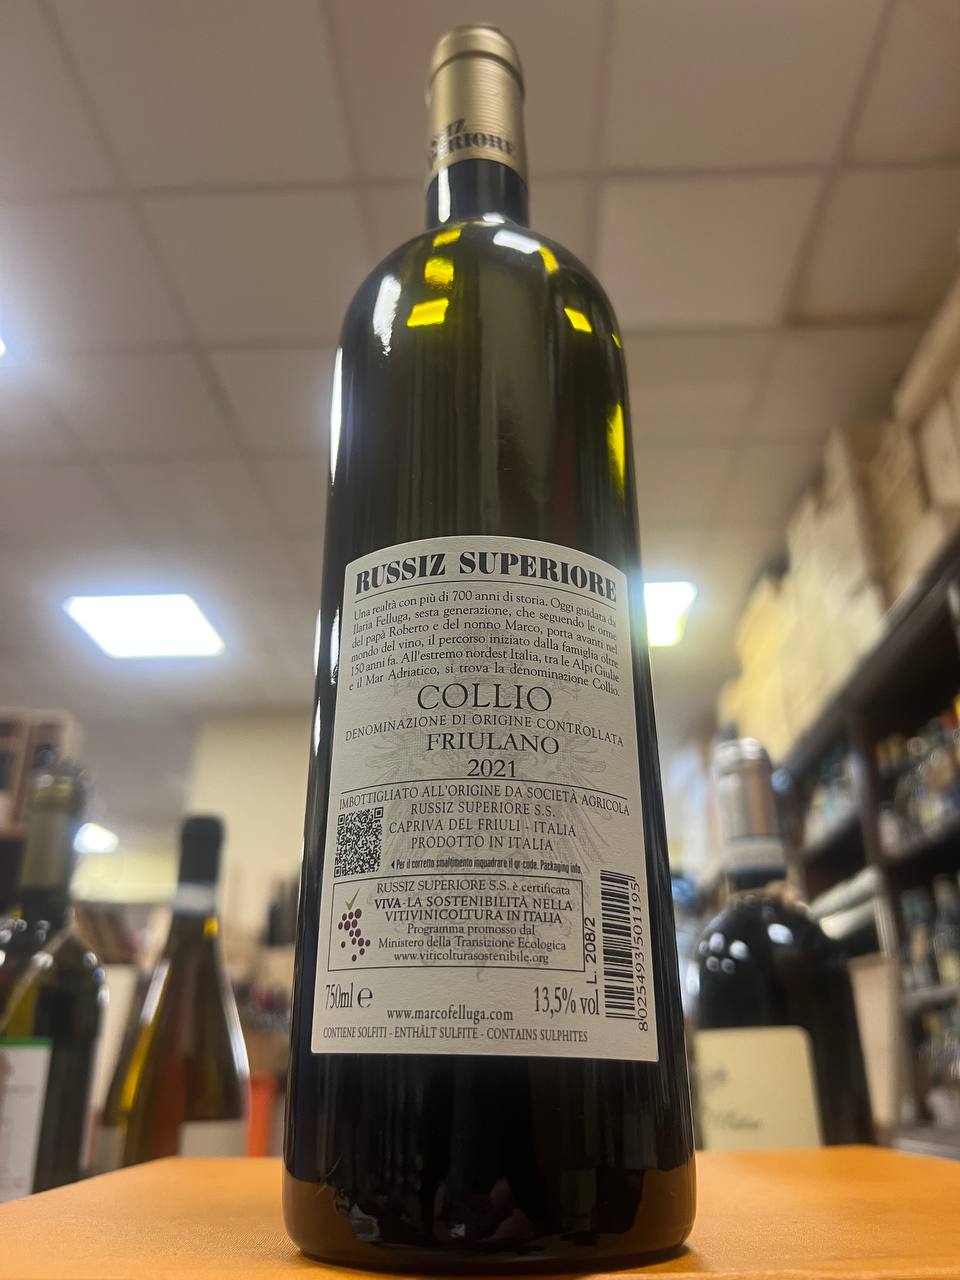 RIORE
RUSSIZ SUPERIORE
Una realtà con più di 700 anni di storia. Oggi guidata da
Ilaria Felluga, sesta generazione, che seguendo le orme
del papà Roberto e del nonno Marco, porta avanti nel
mondo del vino, il percorso iniziato dalla famiglia oltre
150 anni fa. All'estremo nordest Italia, tra le Alpi Giulie
e il Mar Adriatico, si trova la denominazione Collio.
COLLIO
DENOMINAZIONE DI ORIGINE CONTROLLATA
FRIULANO
2021
IMBOTTIGLIATO ALL'ORIGINE DA SOCIETÀ AGRICOLA
RUSSIZ SUPERIORE S.S.
CAPRIVA DEL FRIULI - ITALIA
PRODOTTO IN ITALIA
Per il corretto smaltimento inquadrare il qr-code. Packaging info.
RUSSIZ SUPERIORE S.S. è certificata
VIVA-LA SOSTENIBILITÀ NELLA
VITIVINICOLTURA IN ITALIA
Programma promosso dal
Ministero della Transizione Ecologica
www.viticolturasostenibile.org
L. 208/2
8025493501195
750ml e
13,5% vol
www.marcofelluga.com
CONTIENE SOLFITI - ENTHÄLT SULFITE - CONTAINS SULPHITES